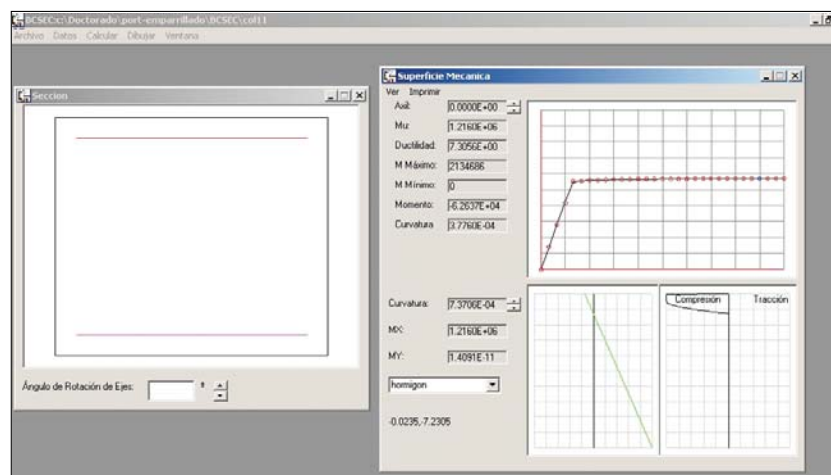 BCSEC:c:\Doctorado\port-emparrillado\BCSEC\col11
Archivo Datos Calcular Dibujar Ventana
Seccion
Ángulo de Rotación de Ejes:
Superficie Mecanica
Ver Imprimir
Axil: 0.0000E+00
Mu: 1.2160E+06
Ductilidad: 7.3056E+00
M Máximo: 2134686
M Mínimo: 0
Momento: -6.2637E+04
Curvatura 3.7760E-04
Curvatura: 7.3706E-04
MX: 1.2160E+06
MY: 1.4091E-11
hormigon
-0.0235,-7.2305
Compresión Tracción